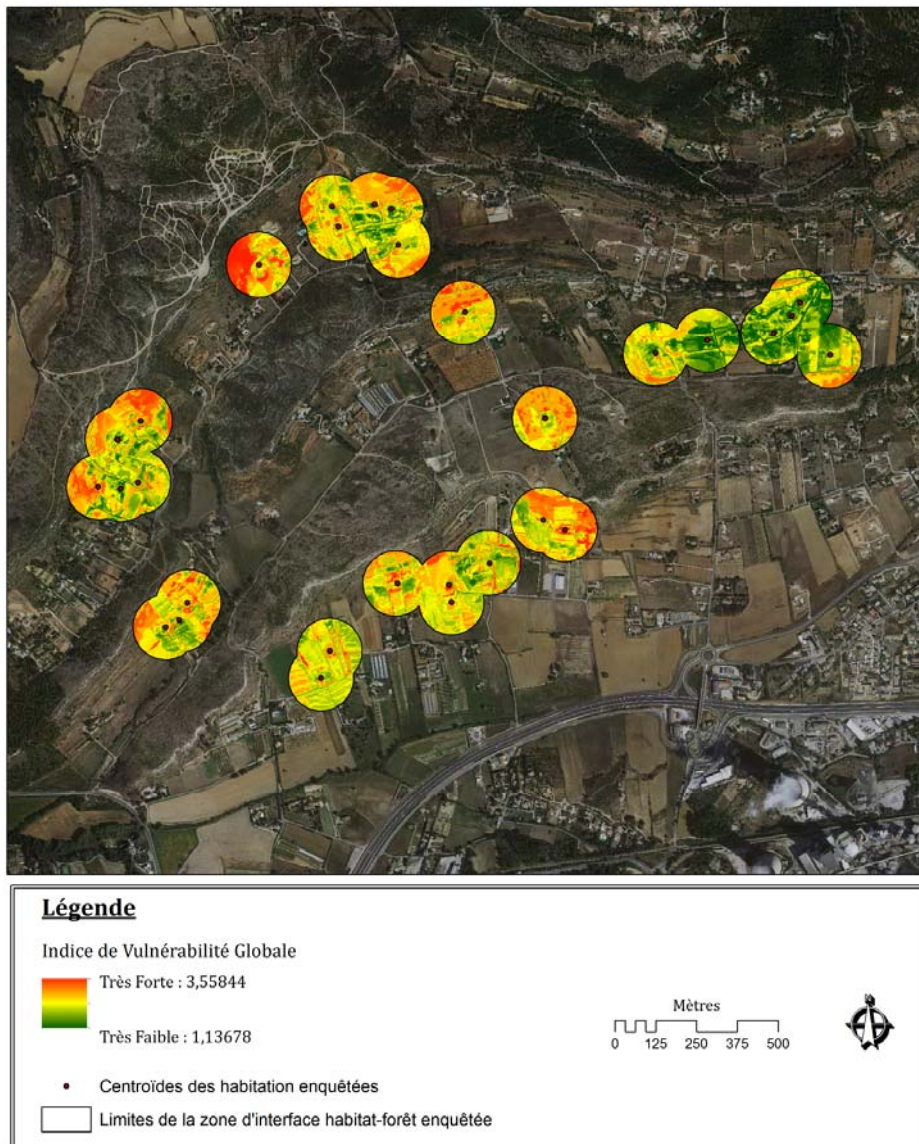 Légende
Indice de Vulnérabilité Globale
Très Forte : 3,55844
Très Faible : 1,13678
Mètres
0 125 250 375 500
Centroïdes des habitation enquêtées
Limites de la zone d'interface habitat-forêt enquêtée